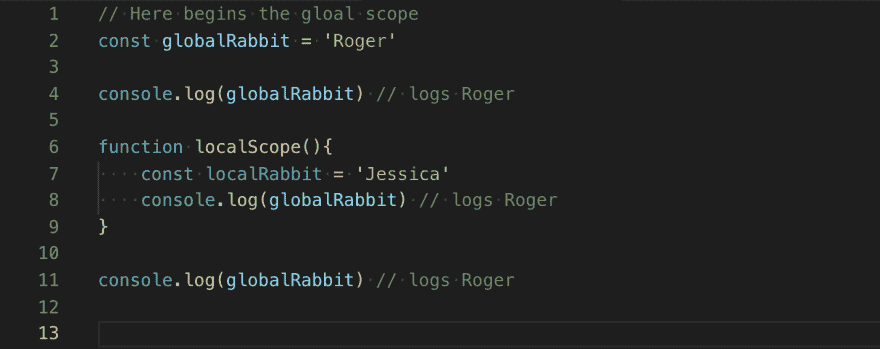 1 // Here begins the gloal scope
2 const globalRabbit = 'Roger'
3
4 console.log(globalRabbit) // logs Roger
5
6 function localScope(){
7 ····const localRabbit = 'Jessica'
8 ····console.log(globalRabbit) // logs Roger
9 }
10
11 console.log(globalRabbit) // logs Roger
12
13